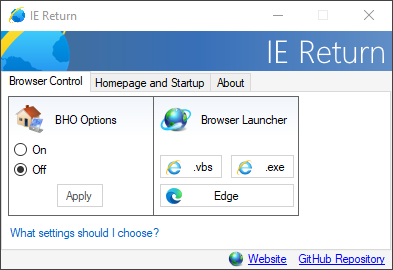 IE Return
IE Return
Browser Control
Homepage and Startup
About
BHO Options
On
Off
Apply
Browser Launcher
.vbs
.exe
Edge
What settings should I choose?
Website
GitHub Repository